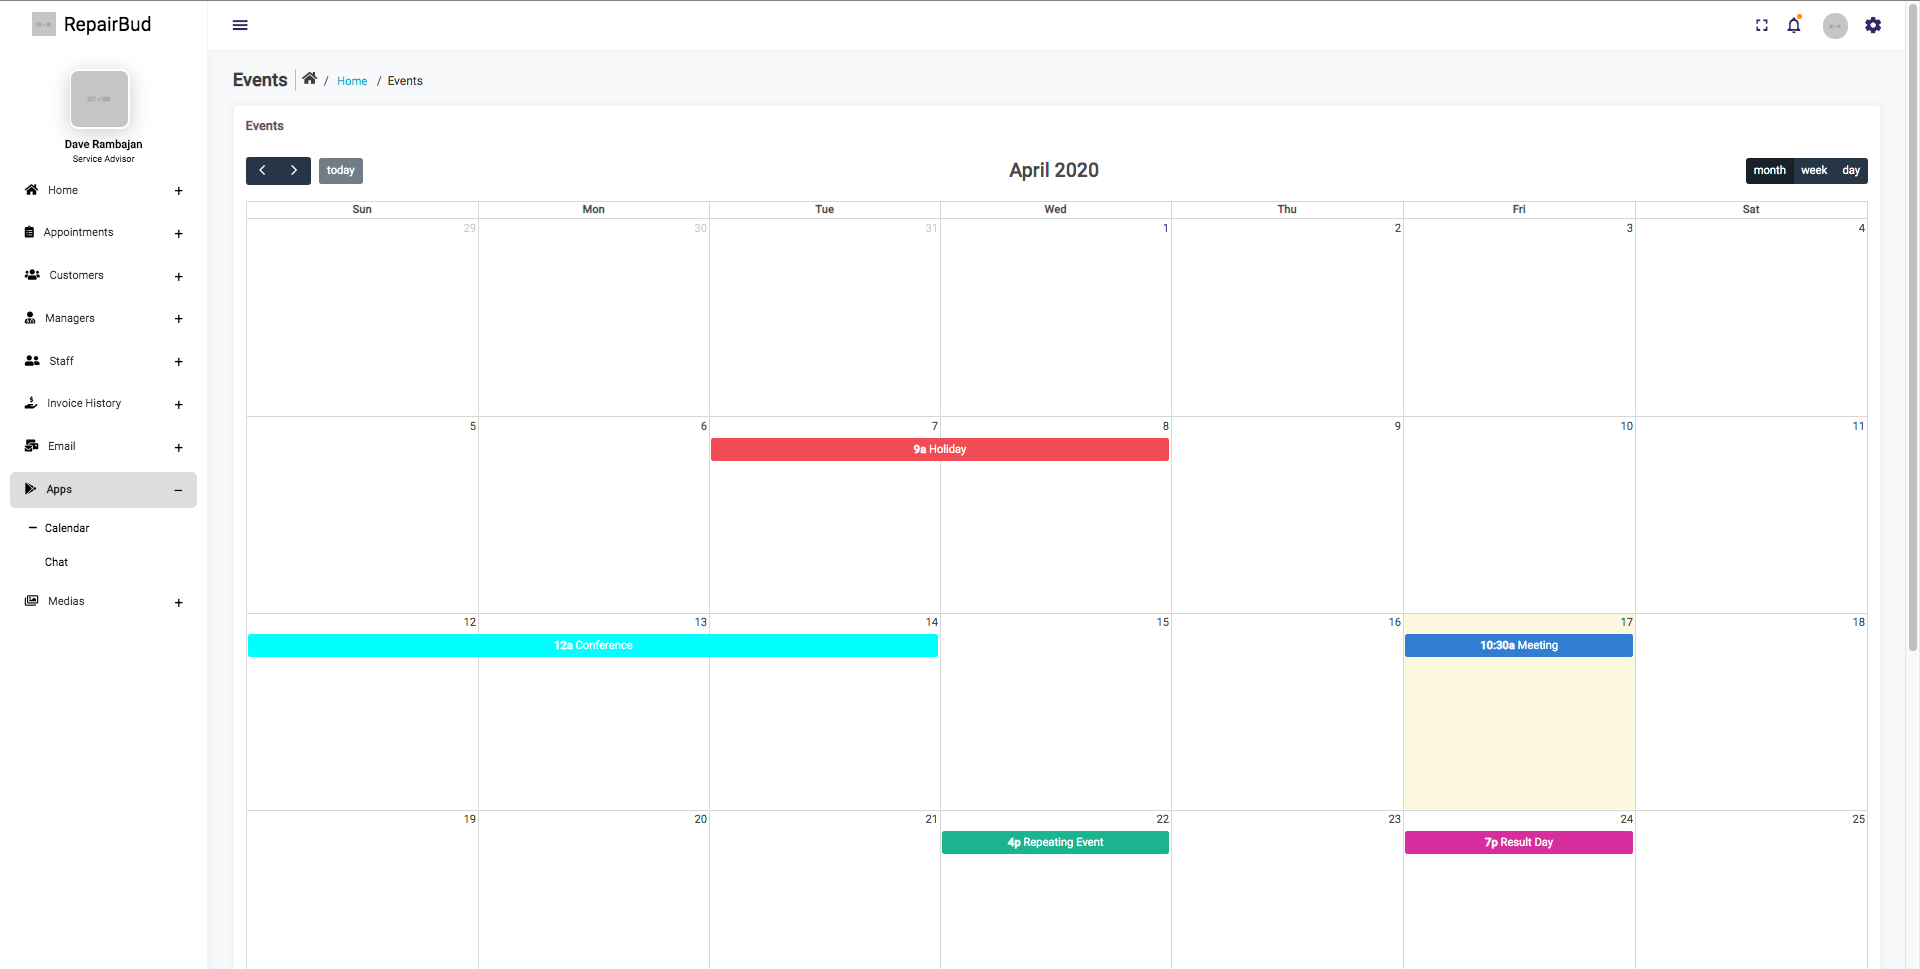 RepairBud
Dave Rambajan
Service Advisor
Home +
Appointments +
Customers +
Managers +
Staff +
Invoice History +
Email +
Apps −
− Calendar
Chat
Medias +
Events / Home / Events
Events
today
April 2020
month week day
Sun Mon Tue Wed Thu Fri Sat
29 30 31 1 2 3 4
5 6 7 8 9 10 11
9a Holiday
12 13 14 15 16 17 18
12a Conference 10:30a Meeting
19 20 21 22 23 24 25
4p Repeating Event 7p Result Day